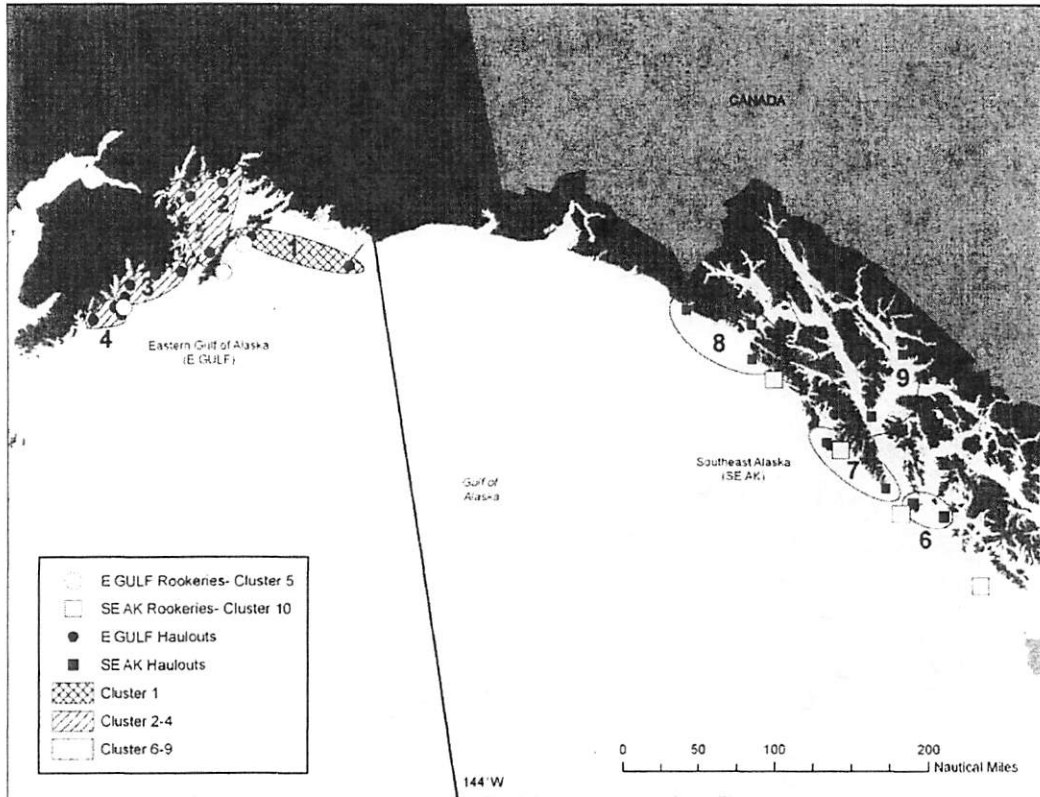 CANADA
2
1
3
4
Eastern Gulf of Alaska
(E GULF)
8
9
Southeast Alaska
(SE AK)
7
6
Gulf of
Alaska
E GULF Rookeries- Cluster 5
SE AK Rookeries- Cluster 10
E GULF Haulouts
SE AK Haulouts
Cluster 1
Cluster 2-4
Cluster 6-9
144°W
0 50 100 200
Nautical Miles